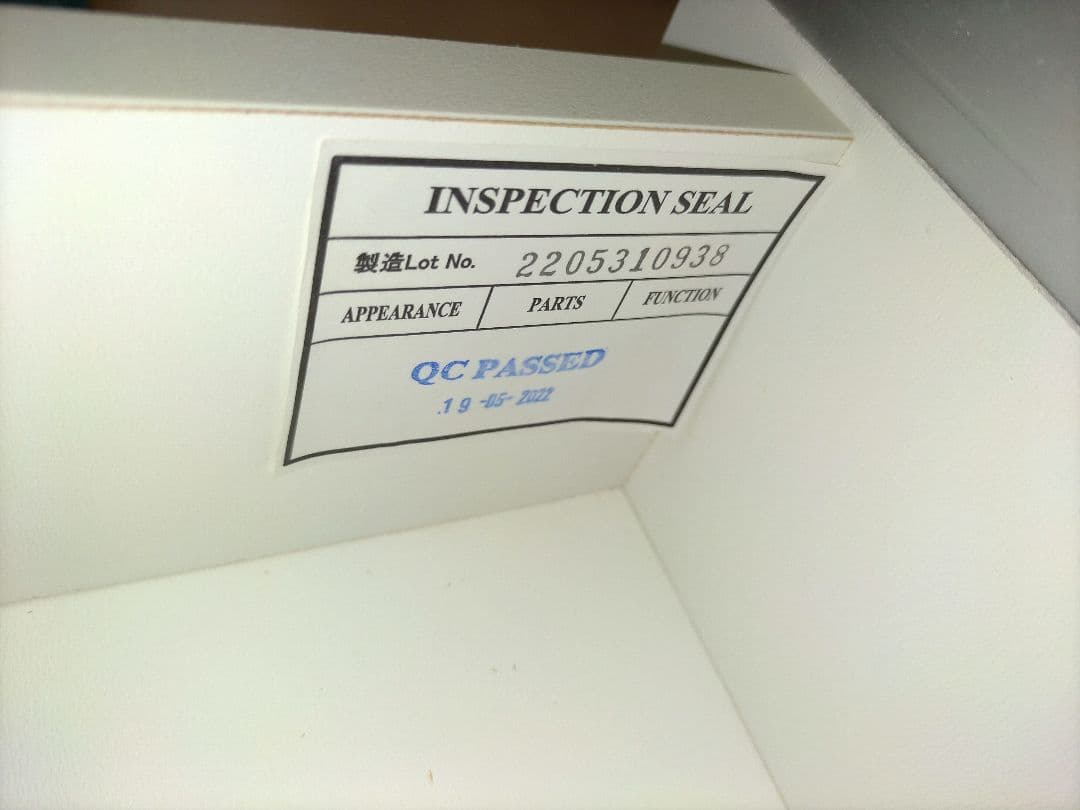 INSPECTION SEAL
製造Lot No. 2205310938
APPEARANCE PARTS FUNCTION
QC PASSED
19-05-2022